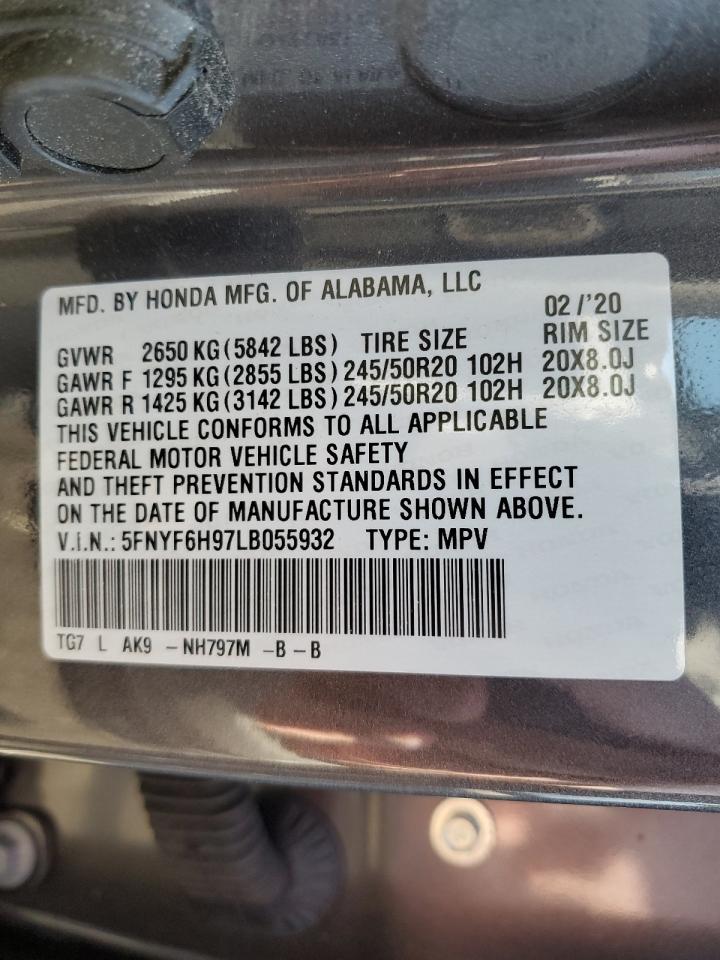 MFD. BY HONDA MFG. OF ALABAMA, LLC 02/'20
GVWR 2650 KG (5842 LBS) TIRE SIZE RIM SIZE
GAWR F 1295 KG (2855 LBS) 245/50R20 102H 20X8.0J
GAWR R 1425 KG (3142 LBS) 245/50R20 102H 20X8.0J
THIS VEHICLE CONFORMS TO ALL APPLICABLE
FEDERAL MOTOR VEHICLE SAFETY
AND THEFT PREVENTION STANDARDS IN EFFECT
ON THE DATE OF MANUFACTURE SHOWN ABOVE.
V.I.N.: 5FNYF6H97LB055932 TYPE: MPV
TG7 L AK9 - NH797M - B - B